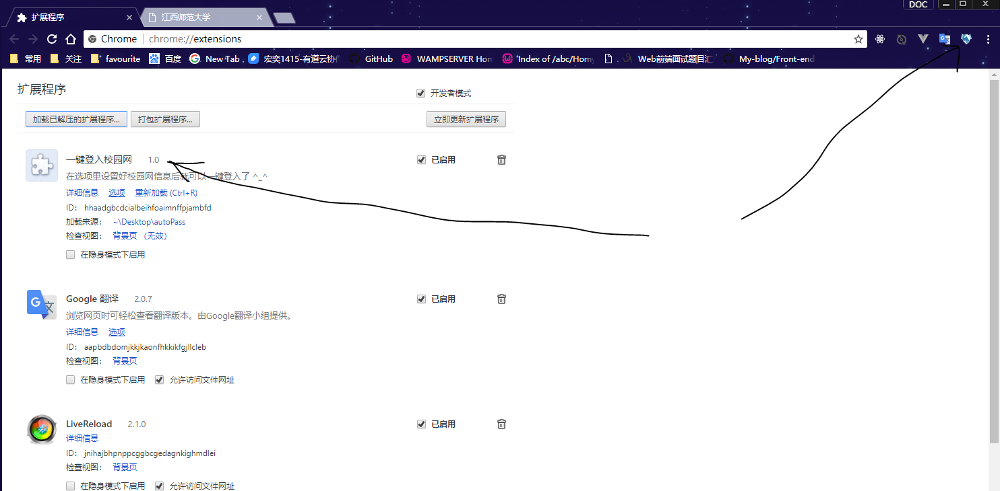 DOC
扩展程序
江西师范大学
Chrome chrome://extensions
常用 关注 favourite 百度 New Tab 宏奕1415-有道云协 GitHub WAMPSERVER Hom "Index of /abc/Homy . Web前端面试题目汇 My-blog/Front-end
扩展程序 开发者模式
加载已解压的扩展程序... 打包扩展程序... 立即更新扩展程序
一键登入校园网 1.0 已启用
在选项里设置好校园网信息后就可以一键登入了 ^_^
详细信息 选项 重新加载 (Ctrl+R)
ID: hhaadgbcdcialbeihfoaimnffpjambfd
加载来源: ~\Desktop\autoPass
检查视图: 背景页 (无效)
在隐身模式下启用
Google 翻译 2.0.7 已启用
浏览网页时可轻松查看翻译版本。由Google翻译小组提供。
详细信息 选项
ID: aapbdbdomjkkjkaonfhkkikfgjllcleb
检查视图: 背景页
在隐身模式下启用 允许访问文件网址
LiveReload 2.1.0 已启用
详细信息
ID: jnihajbhpnppcggbcgedagnkighmdlei
检查视图: 背景页
在隐身模式下启用 允许访问文件网址